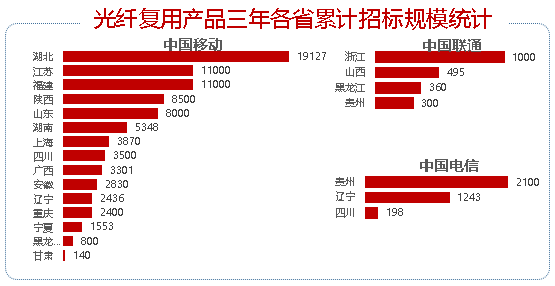 光纤复用产品三年各省累计招标规模统计
中国移动
湖北 19127
江苏 11000
福建 11000
陕西 8500
山东 8000
湖南 5348
上海 3870
四川 3500
广西 3301
安徽 2830
辽宁 2436
重庆 2400
宁夏 1553
黑龙... 800
甘肃 140
中国联通
浙江 1000
山西 495
黑龙江 360
贵州 300
中国电信
贵州 2100
辽宁 1243
四川 198